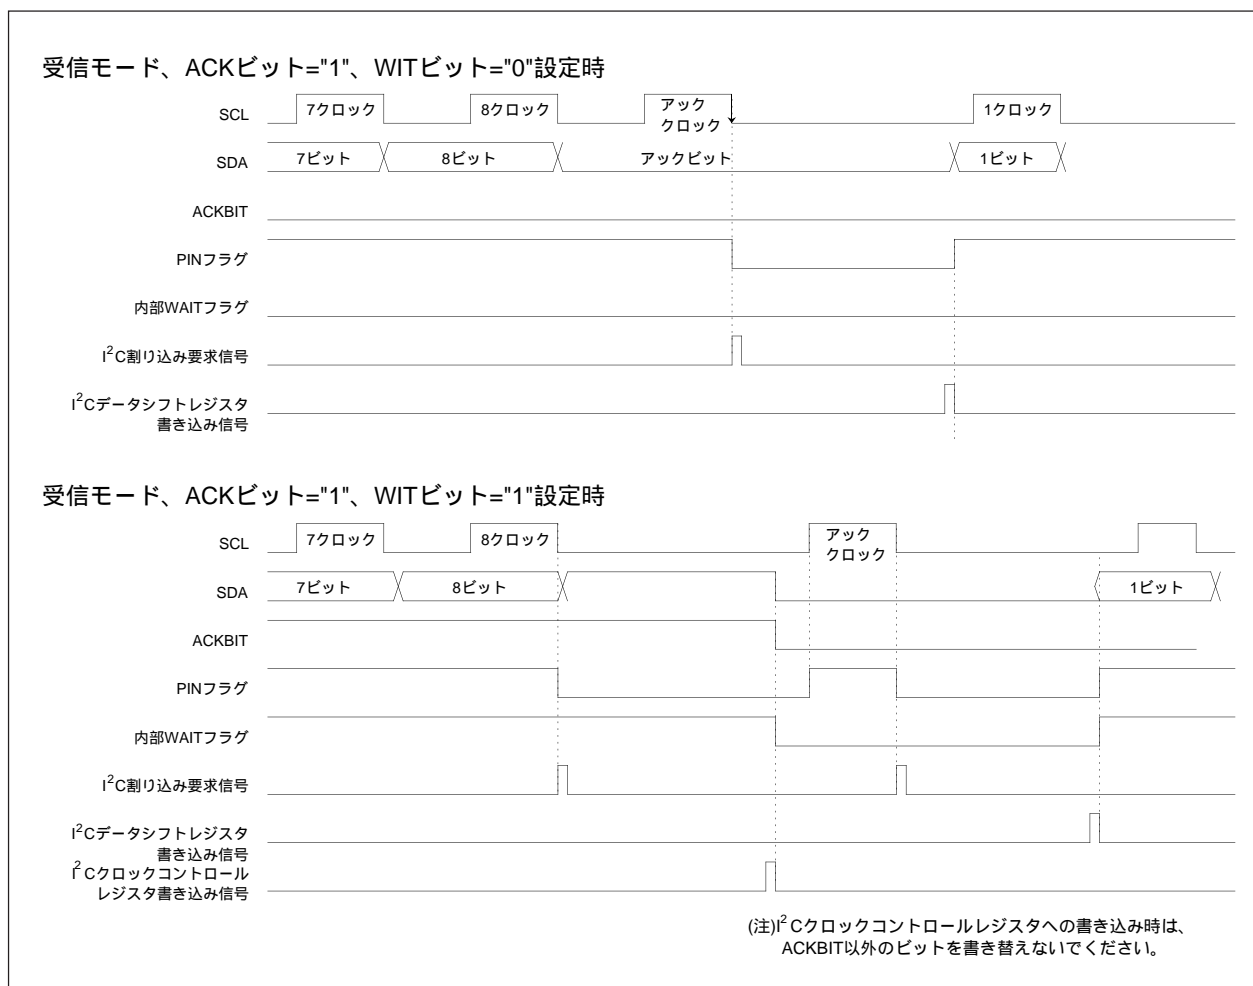 受信モード、ACKビット="1"、WITビット="0"設定時
SCL
7クロック
8クロック
アック
クロック
1クロック
SDA
7ビット
8ビット
アックビット
1ビット
ACKBIT
PINフラグ
内部WAITフラグ
I²C割り込み要求信号
I²Cデータシフトレジスタ
書き込み信号
受信モード、ACKビット="1"、WITビット="1"設定時
SCL
7クロック
8クロック
アック
クロック
SDA
7ビット
8ビット
1ビット
ACKBIT
PINフラグ
内部WAITフラグ
I²C割り込み要求信号
I²Cデータシフトレジスタ
書き込み信号
I²Cクロックコントロール
レジスタ書き込み信号
(注)I²Cクロックコントロールレジスタへの書き込み時は、
ACKBIT以外のビットを書き替えないでください。